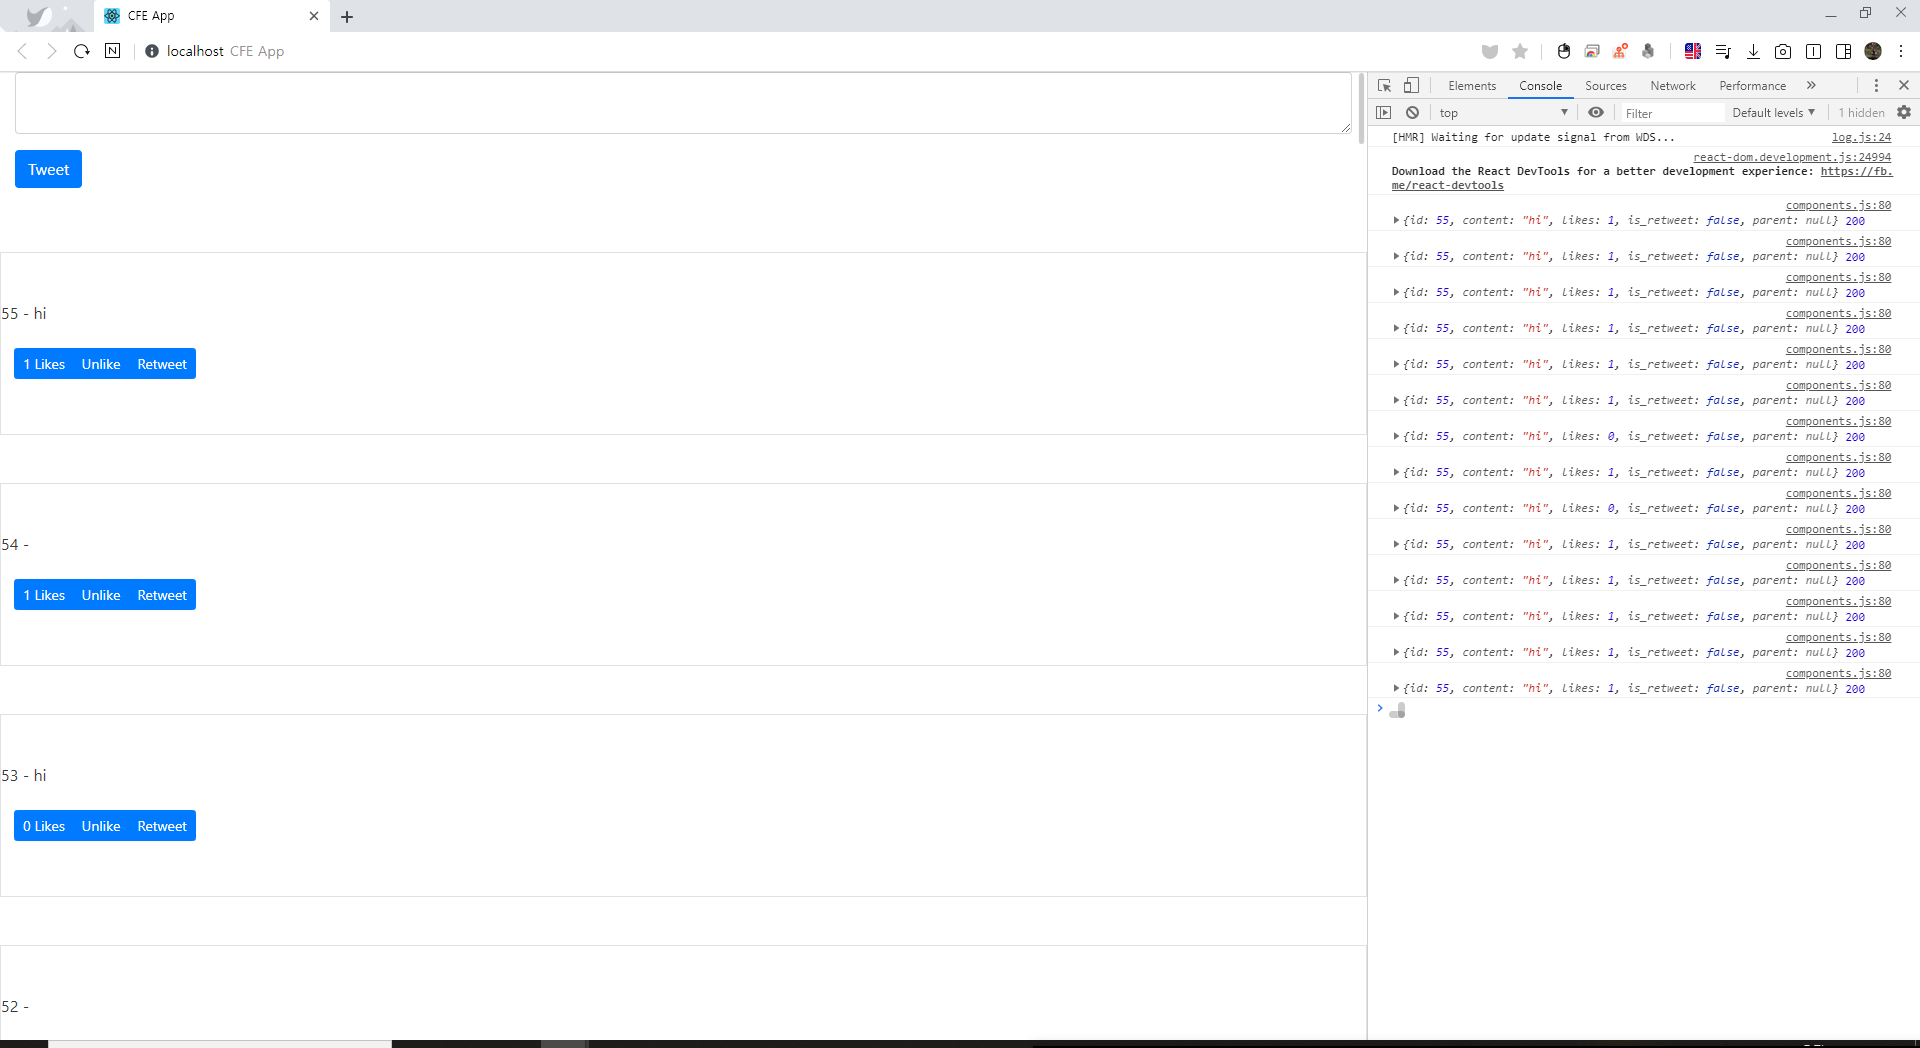 CFE App
localhost CFE App
Tweet
55 - hi
1 Likes Unlike Retweet
54 -
1 Likes Unlike Retweet
53 - hi
0 Likes Unlike Retweet
52 -
Elements Console Sources Network Performance »
top Filter Default levels 1 hidden
[HMR] Waiting for update signal from WDS... log.js:24
react-dom.development.js:24994
Download the React DevTools for a better development experience: https://fb.
me/react-devtools
components.js:80
{id: 55, content: "hi", likes: 1, is_retweet: false, parent: null} 200
components.js:80
{id: 55, content: "hi", likes: 1, is_retweet: false, parent: null} 200
components.js:80
{id: 55, content: "hi", likes: 1, is_retweet: false, parent: null} 200
components.js:80
{id: 55, content: "hi", likes: 1, is_retweet: false, parent: null} 200
components.js:80
{id: 55, content: "hi", likes: 1, is_retweet: false, parent: null} 200
components.js:80
{id: 55, content: "hi", likes: 1, is_retweet: false, parent: null} 200
components.js:80
{id: 55, content: "hi", likes: 0, is_retweet: false, parent: null} 200
components.js:80
{id: 55, content: "hi", likes: 1, is_retweet: false, parent: null} 200
components.js:80
{id: 55, content: "hi", likes: 0, is_retweet: false, parent: null} 200
components.js:80
{id: 55, content: "hi", likes: 1, is_retweet: false, parent: null} 200
components.js:80
{id: 55, content: "hi", likes: 1, is_retweet: false, parent: null} 200
components.js:80
{id: 55, content: "hi", likes: 1, is_retweet: false, parent: null} 200
components.js:80
{id: 55, content: "hi", likes: 1, is_retweet: false, parent: null} 200
components.js:80
{id: 55, content: "hi", likes: 1, is_retweet: false, parent: null} 200